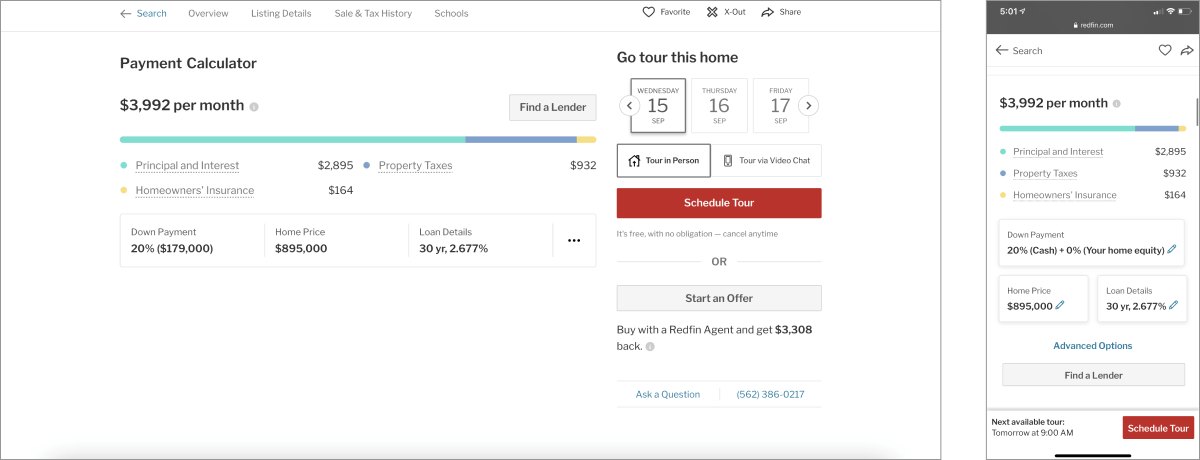 Search Overview Listing Details Sale & Tax History Schools Favorite X-Out Share
Payment Calculator
$3,992 per month
Find a Lender
Principal and Interest $2,895 Property Taxes $932
Homeowners' Insurance $164
Down Payment Home Price Loan Details
20% ($179,000) $895,000 30 yr, 2.677%
Go tour this home
WEDNESDAY THURSDAY FRIDAY
15 16 17
SEP SEP SEP
Tour in Person Tour via Video Chat
Schedule Tour
It's free, with no obligation — cancel anytime
OR
Start an Offer
Buy with a Redfin Agent and get $3,308
back.
Ask a Question (562) 386-0217
5:01
redfin.com
Search
$3,992 per month
Principal and Interest $2,895
Property Taxes $932
Homeowners' Insurance $164
Down Payment
20% (Cash) + 0% (Your home equity)
Home Price Loan Details
$895,000 30 yr, 2.677%
Advanced Options
Find a Lender
Next available tour:
Tomorrow at 9:00 AM
Schedule Tour